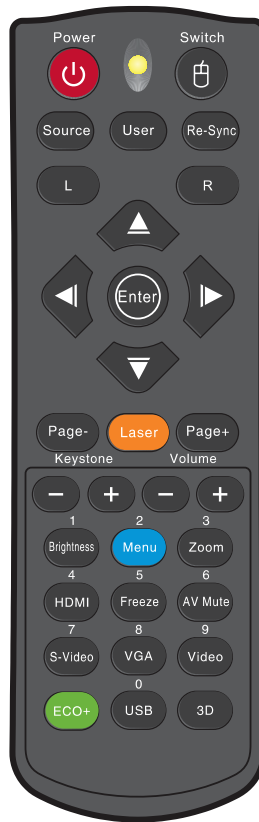 Power Switch
Source User Re-Sync
L R
Enter
Page- Laser Page+
Keystone Volume
− + − +
1 2 3
Brightness Menu Zoom
4 5 6
HDMI Freeze AV Mute
7 8 9
S-Video VGA Video
0
ECO+ USB 3D